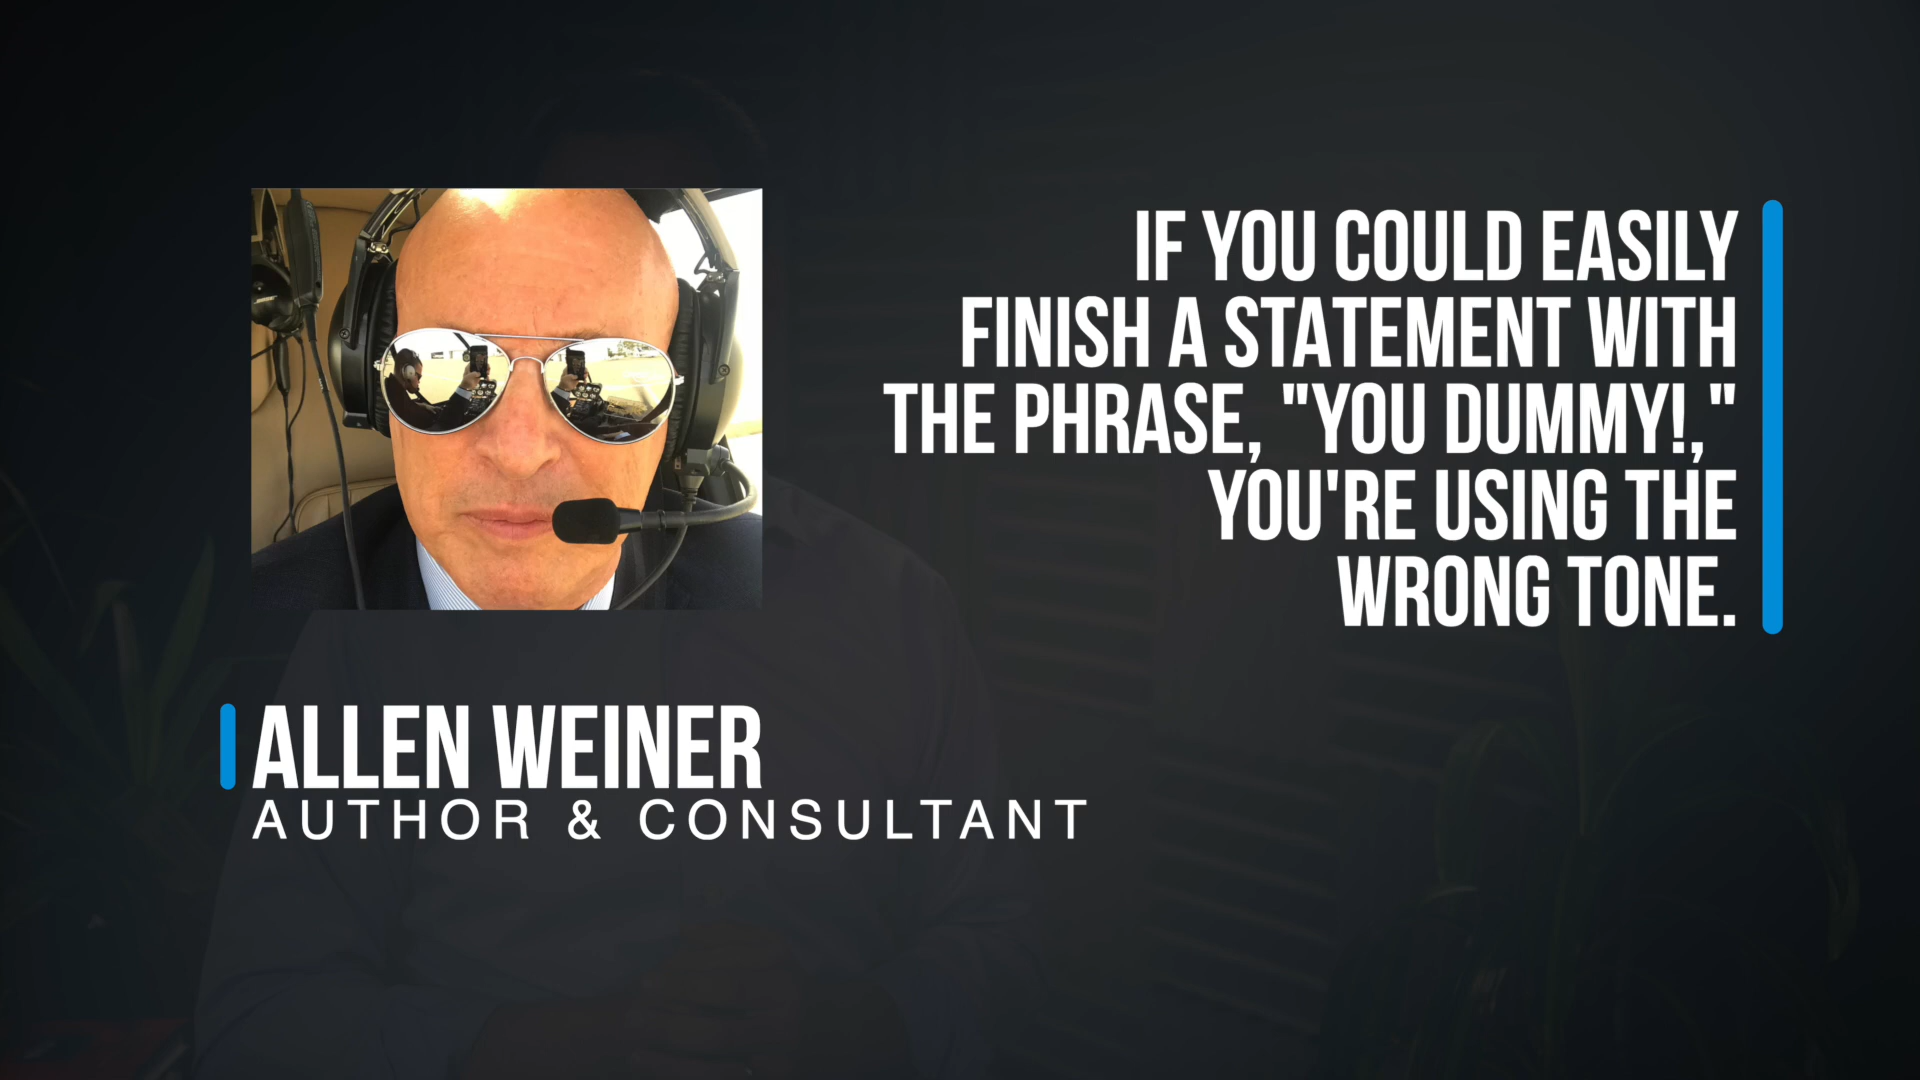 IF YOU COULD EASILY
FINISH A STATEMENT WITH
THE PHRASE, "YOU DUMMY!,"
YOU'RE USING THE
WRONG TONE.
ALLEN WEINER
AUTHOR & CONSULTANT